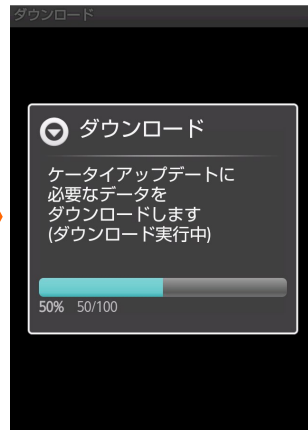 ダウンロード
ダウンロード
ケータイアップデートに
必要なデータを
ダウンロードします
(ダウンロード実行中)
50% 50/100